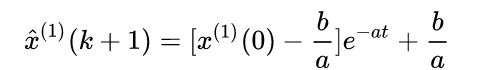 x̂⁽¹⁾(k + 1) = [x⁽¹⁾(0) − b/a]e⁻ᵃᵗ + b/a